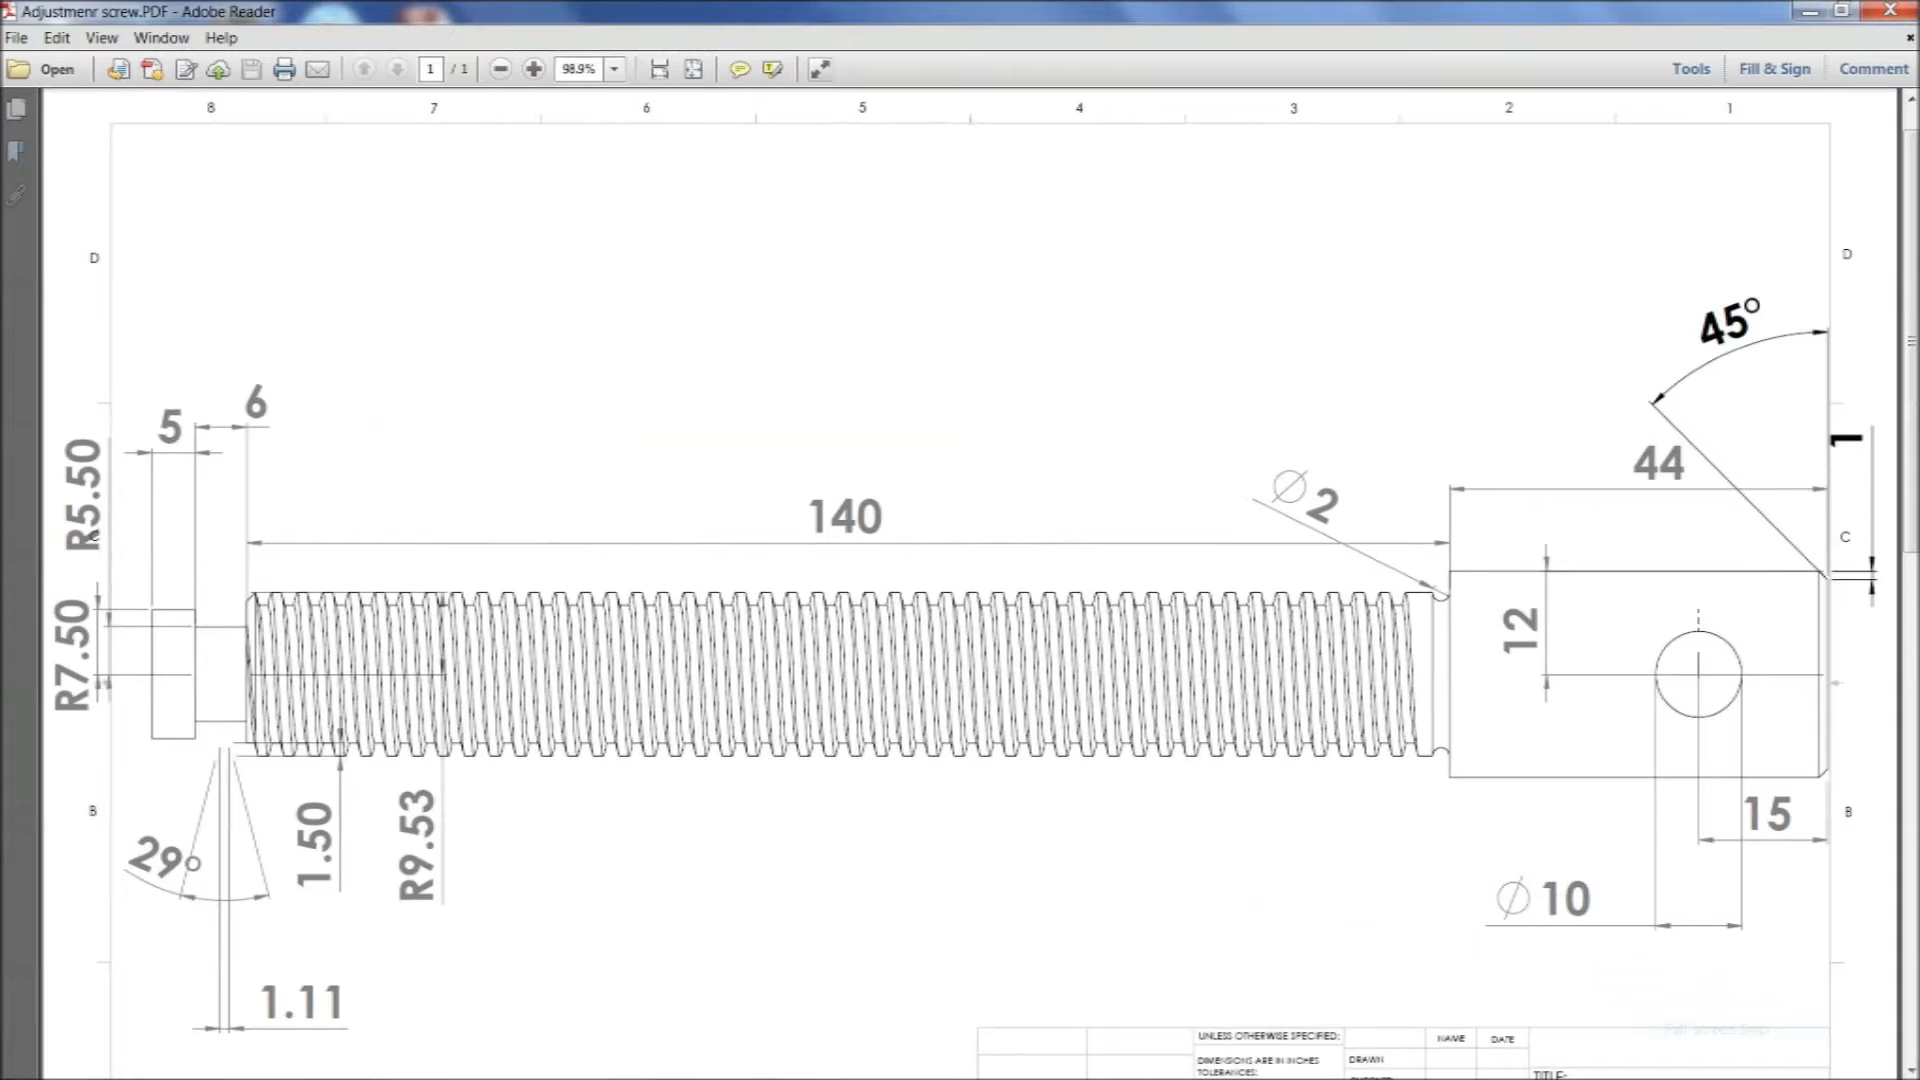 Adjustmenr screw.PDF - Adobe Reader
File Edit View Window Help
Open 1 / 1 98.9% Tools Fill & Sign Comment
8 7 6 5 4 3 2 1
D D
45°
6
5
1
R5.50
44
∅ 2
140
C C
12
R7.50
B B
15
1.50
R9.53
29°
∅ 10
1.11
UNLESS OTHERWISE SPECIFIED:
NAME DATE
DIMENSIONS ARE IN INCHES
DRAWN
TOLERANCES:
TITLE: